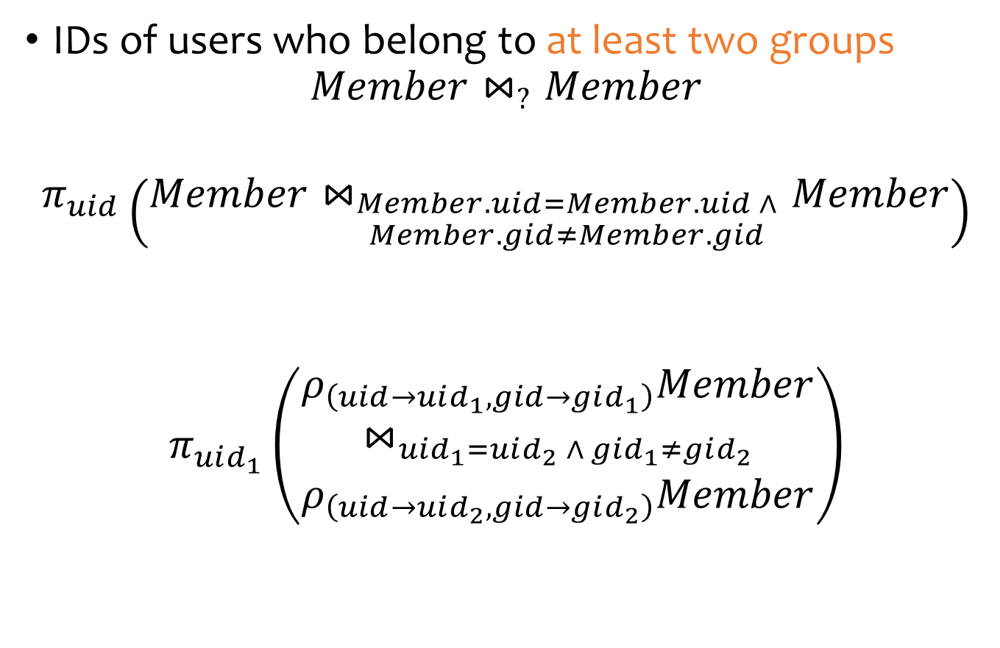 • IDs of users who belong to at least two groups
Member ⋈? Member
πuid (Member ⋈Member.uid=Member.uid ∧ Member)
Member.gid≠Member.gid
ρ(uid→uid1,gid→gid1)Member
πuid1 ( ⋈uid1=uid2 ∧ gid1≠gid2 )
ρ(uid→uid2,gid→gid2)Member